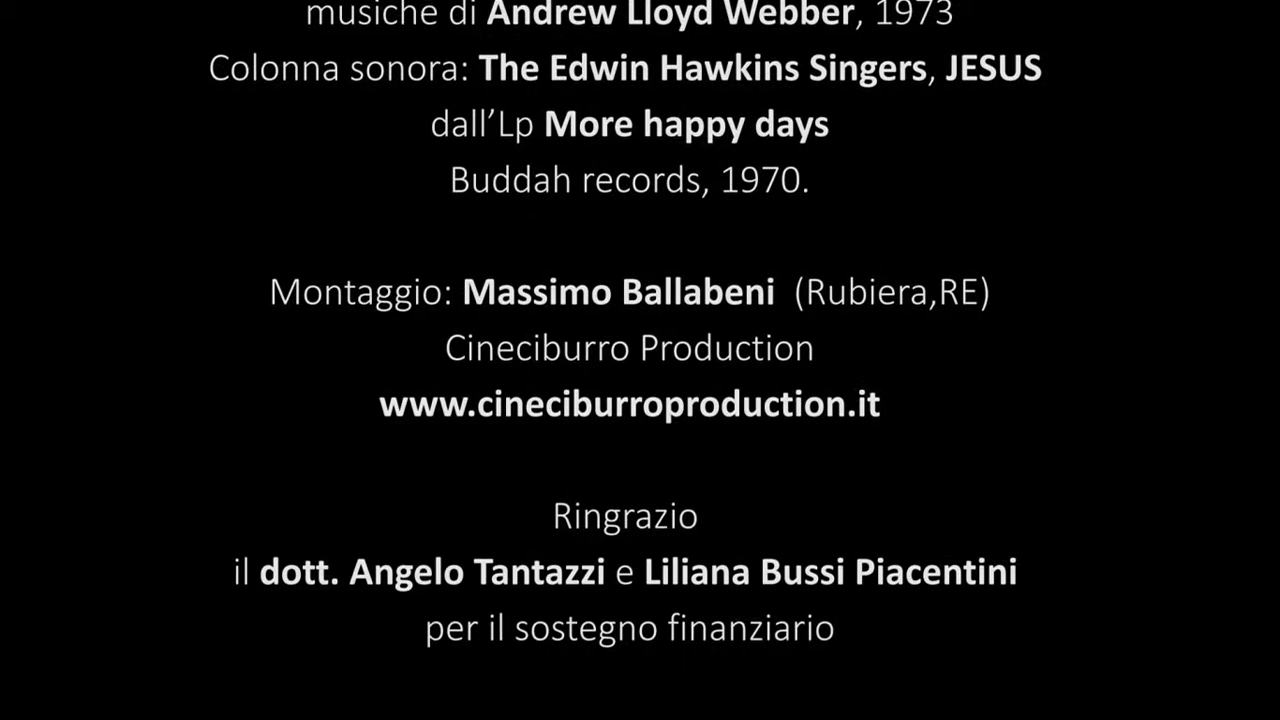 musiche di Andrew Lloyd Webber, 1973
Colonna sonora: The Edwin Hawkins Singers, JESUS
dall’Lp More happy days
Buddah records, 1970.
Montaggio: Massimo Ballabeni (Rubiera,RE)
Cineciburro Production
www.cineciburroproduction.it
Ringrazio
il dott. Angelo Tantazzi e Liliana Bussi Piacentini
per il sostegno finanziario